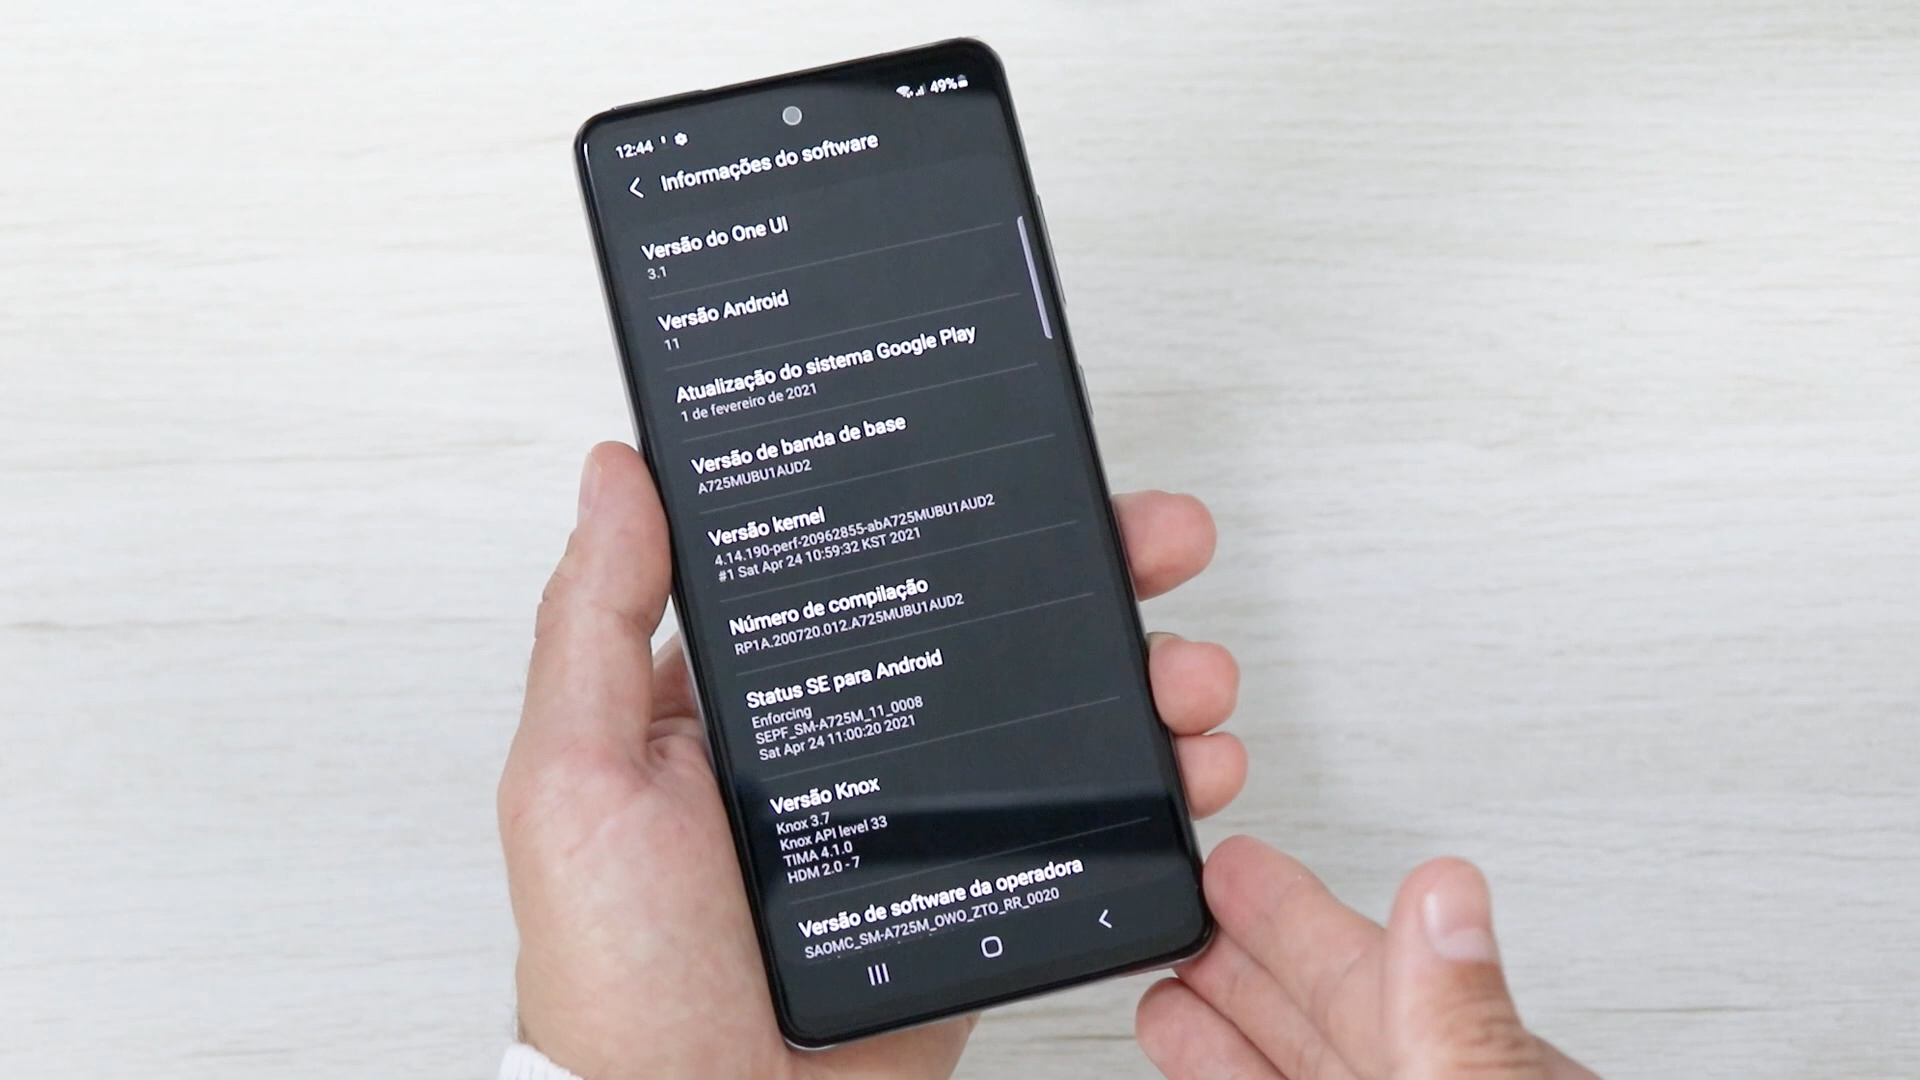 12:44
49%
Informações do software
Versão do One UI
3.1
Versão Android
11
Atualização do sistema Google Play
1 de fevereiro de 2021
Versão de banda de base
A725MUBU1AUD2
Versão kernel
4.14.190-perf-20962855-abA725MUBU1AUD2
#1 Sat Apr 24 10:59:32 KST 2021
Número de compilação
RP1A.200720.012.A725MUBU1AUD2
Status SE para Android
Enforcing
SEPF_SM-A725M_11_0008
Sat Apr 24 11:00:20 2021
Versão Knox
Knox 3.7
Knox API level 33
TIMA 4.1.0
HDM 2.0 - 7
Versão de software da operadora
SAOMC_SM-A725M_OWO_ZTO_RR_0020